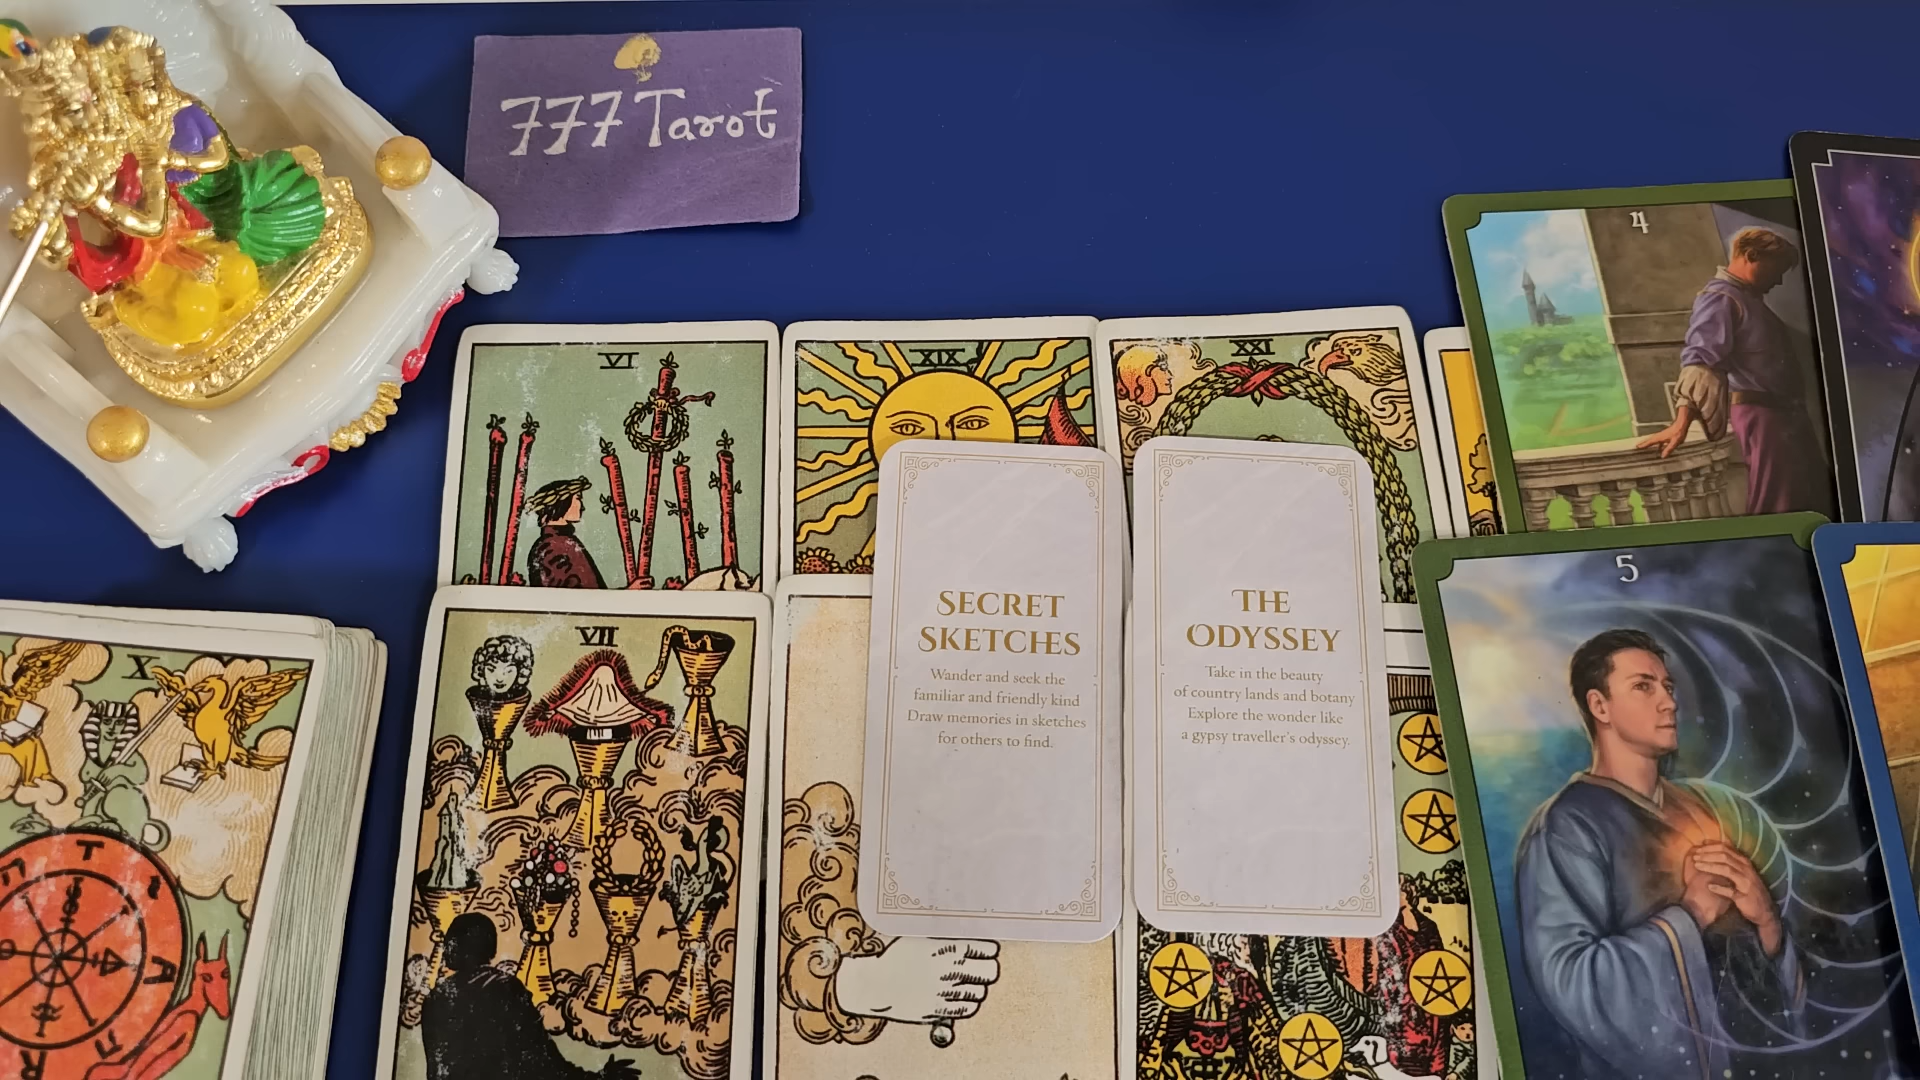 777 Tarot
4
VI
XIX
XXI
5
SECRET
SKETCHES
Wander and seek the
familiar and friendly kind
Draw memories in sketches
for others to find.
THE
ODYSSEY
Take in the beauty
of country lands and botany
Explore the wonder like
a gypsy traveller's odyssey.
VII
X
T
A
R